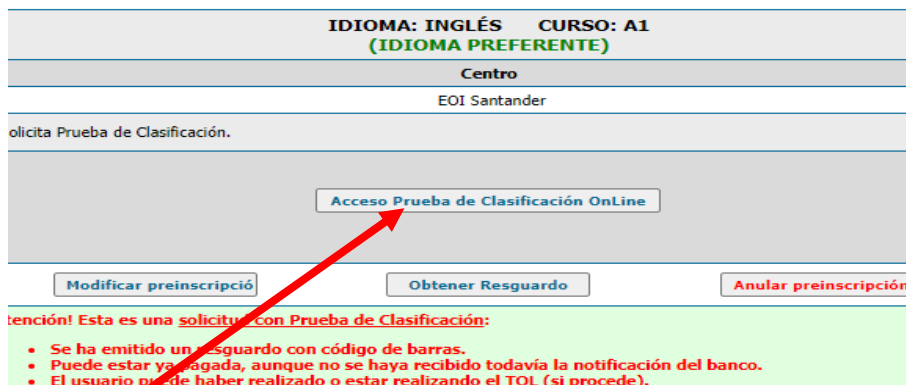 IDIOMA: INGLÉS CURSO: A1
(IDIOMA PREFERENTE)
Centro
EOI Santander
olicita Prueba de Clasificación.
Acceso Prueba de Clasificación OnLine
Modificar preinscripció
Obtener Resguardo
Anular preinscripción
tención! Esta es una solicitud con Prueba de Clasificación:
• Se ha emitido un resguardo con código de barras.
• Puede estar ya pagada, aunque no se haya recibido todavía la notificación del banco.
• El usuario puede haber realizado o estar realizando el TOL (si procede).